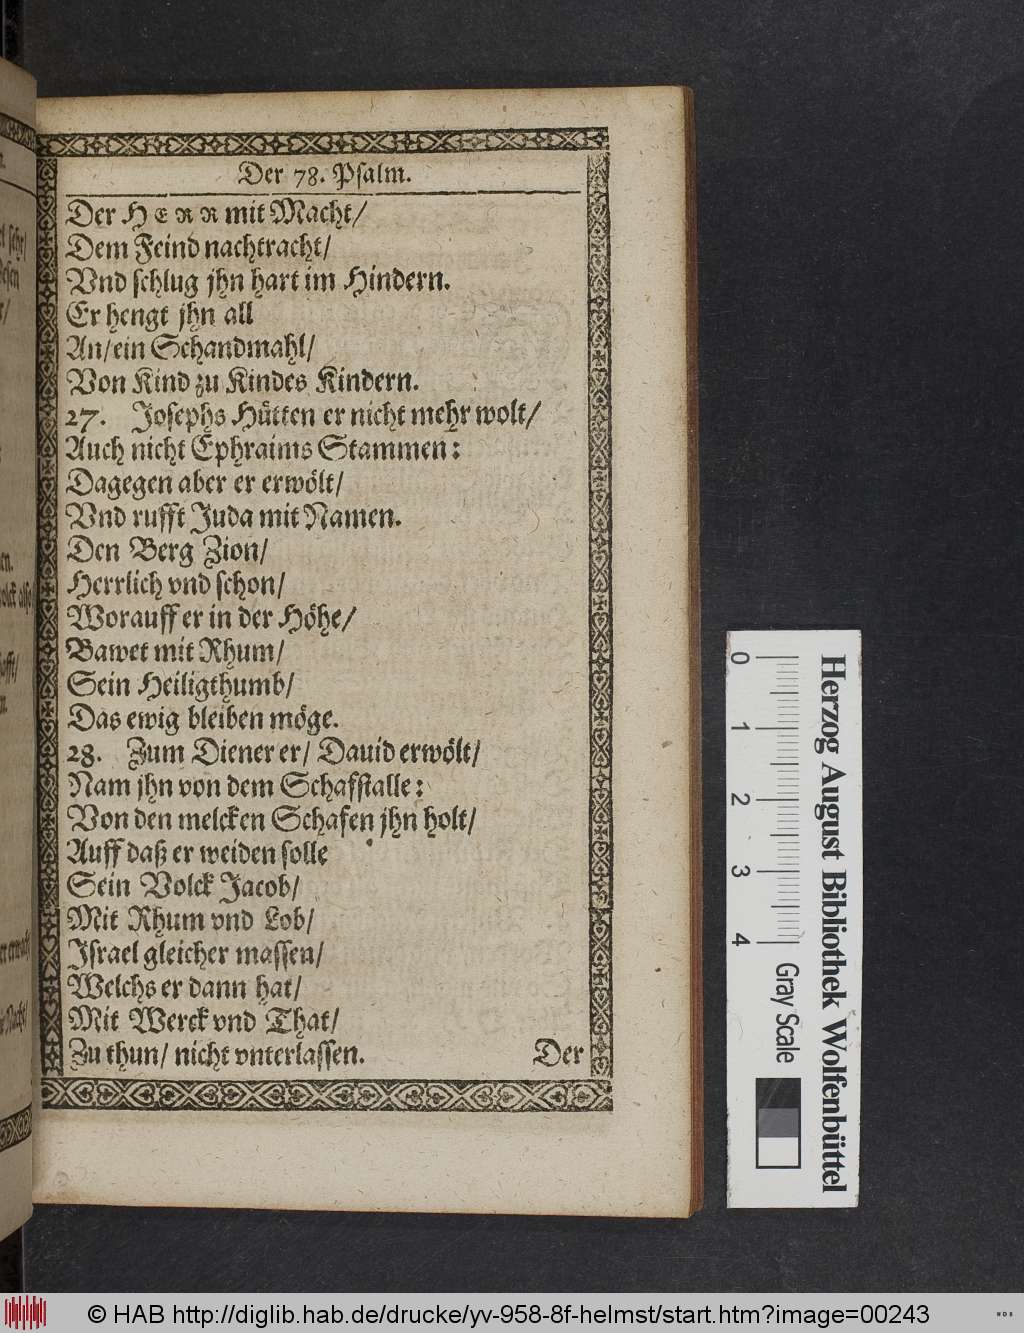 Der 78. Psalm.
Der HERR mit Macht/
Dem Feind nachtracht/
Vnd schlug jhn hart im Hindern.
Er hengt jhn all
An/ein Schandmahl/
Von Kind zu Kindes Kindern.
27. Josephs Hütten er nicht mehr wolt/
Auch nicht Ephraims Stammen:
Dagegen aber er erwölt/
Vnd rufft Juda mit Namen.
Den Berg Zion/
Herrlich vnd schon/
Worauff er in der Höhe/
Bawet mit Rhum/
Sein Heiligthumb/
Das ewig bleiben möge.
28. Zum Diener er/ Dauid erwölt/
Nam jhn von dem Schafstalle:
Von den melcken Schafen jhn holt/
Auff daß er weiden solle
Sein Volck Jacob/
Mit Rhum vnd Lob/
Israel gleicher massen/
Welchs er dann hat/
Mit Werck vnd That/
Zu thun/ nicht vnterlassen.
Der
0 1 2 3 4
Gray Scale
Herzog August Bibliothek Wolfenbüttel
© HAB http://diglib.hab.de/drucke/yv-958-8f-helmst/start.htm?image=00243